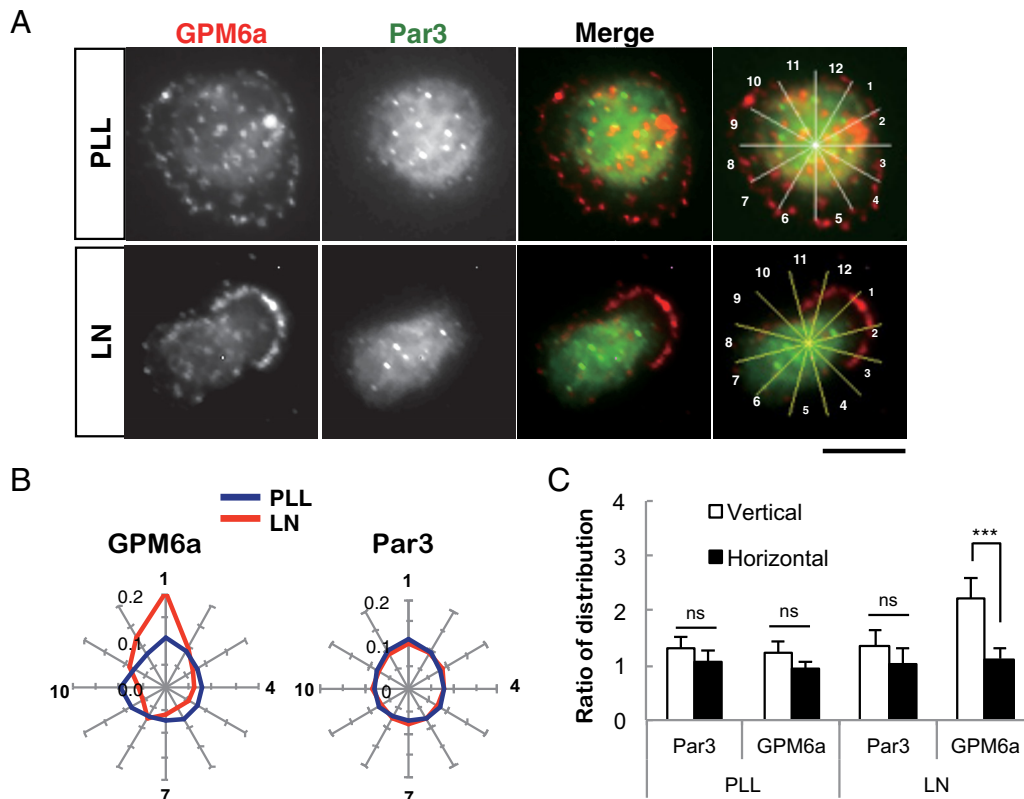 A
GPM6a Par3 Merge
PLL
11 12 1 2 3 4 5 6 7 8 9 10
LN
11 12 1 2 3 4 5 6 7 8 9 10
B
PLL
LN
GPM6a
1
0.2
0.1
0.0
10
4
7
Par3
1
0.2
0.1
0
10
4
7
C
Ratio of distribution
4
3
2
1
0
Vertical
Horizontal
ns ns ns ***
Par3 GPM6a Par3 GPM6a
PLL LN